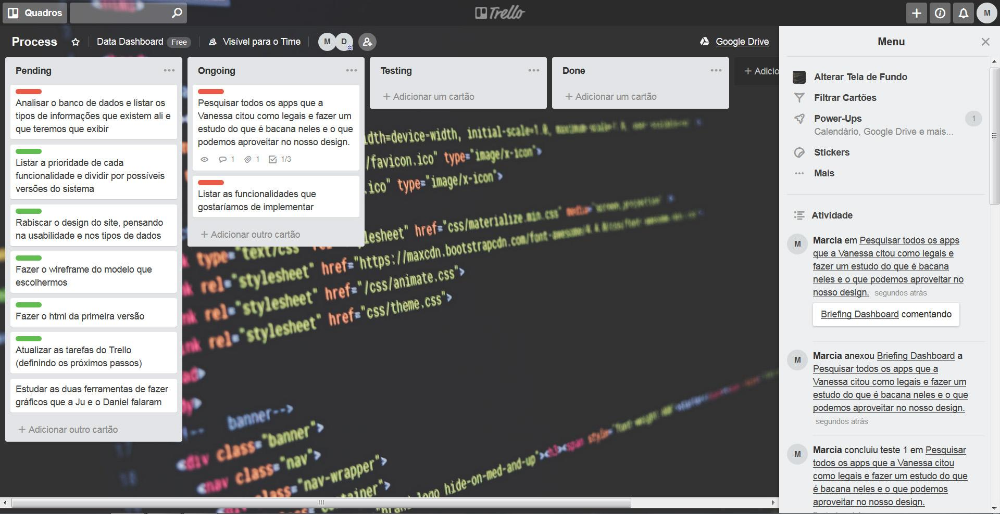 Quadros
Trello
M
Process
Data Dashboard Free
Visível para o Time
M D
Google Drive
Pending
Analisar o banco de dados e listar os
tipos de informações que existem ali e
que teremos que exibir
Listar a prioridade de cada
funcionalidade e dividir por possíveis
versões do sistema
Rabiscar o design do site, pensando
na usabilidade e nos tipos de dados
Fazer o wireframe do modelo que
escolhermos
Fazer o html da primeira versão
Atualizar as tarefas do Trello
(definindo os próximos passos)
Estudar as duas ferramentas de fazer
gráficos que a Ju e o Daniel falaram
+ Adicionar outro cartão
Ongoing
Pesquisar todos os apps que a
Vanessa citou como legais e fazer um
estudo do que é bacana neles e o que
podemos aproveitar no nosso design.
1 1 1/3
Listar as funcionalidades que
gostaríamos de implementar
+ Adicionar outro cartão
Testing
+ Adicionar um cartão
Done
+ Adicionar um cartão
+ Adicio
idth=device-width, initial-scale=1.0,
/favicon.ico" type="image/x-icon">
.ico" type="image/x-icon">
lesheet" href="css/materialize.min.css"
type="text/css"
rel="stylesheet" href="https://maxcdn.bootstrapcdn.com/font-awesome/
rel="stylesheet" href="/css/animate.css">
rel="stylesheet" href="css/theme.css">
banner-->
<div class="banner">
<nav class="nav">
class="nav-wrapper">
logo hide-on-med-and-up"><h3><span style=
17
18
Menu
Alterar Tela de Fundo
Filtrar Cartões
Power-Ups 1
Calendário, Google Drive e mais...
Stickers
Mais
Atividade
M
Marcia em Pesquisar todos os apps
que a Vanessa citou como legais e
fazer um estudo do que é bacana
neles e o que podemos aproveitar no
nosso design. segundos atrás
Briefing Dashboard comentando
M
Marcia anexou Briefing Dashboard a
Pesquisar todos os apps que a
Vanessa citou como legais e fazer um
estudo do que é bacana neles e o que
podemos aproveitar no nosso design.
segundos atrás
M
Marcia concluiu teste 1 em Pesquisar
todos os apps que a Vanessa citou
como legais e fazer um estudo do que
é bacana neles e o que podemos
aproveitar no nosso design.